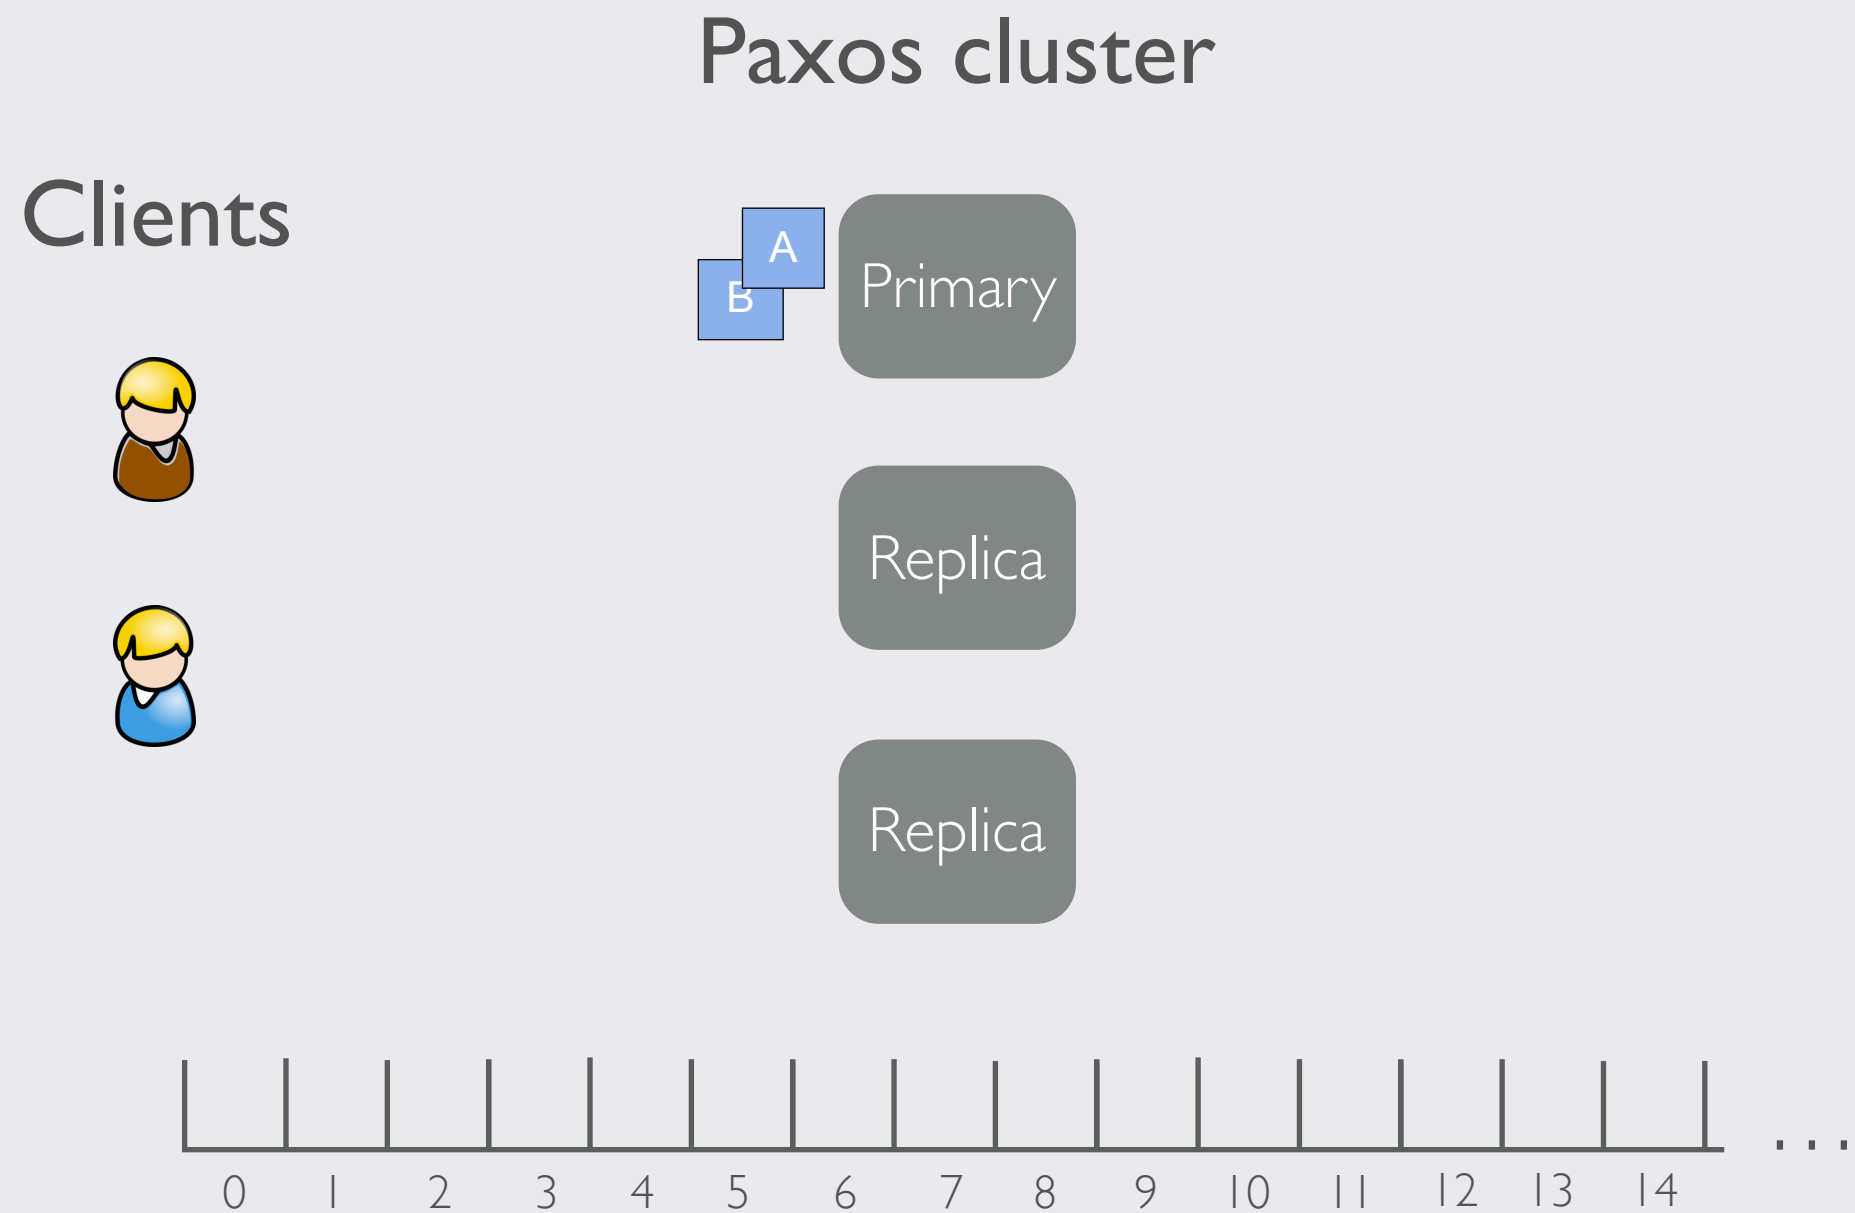 Paxos cluster
Clients
A
B
Primary
Replica
Replica
...
0 1 2 3 4 5 6 7 8 9 10 11 12 13 14